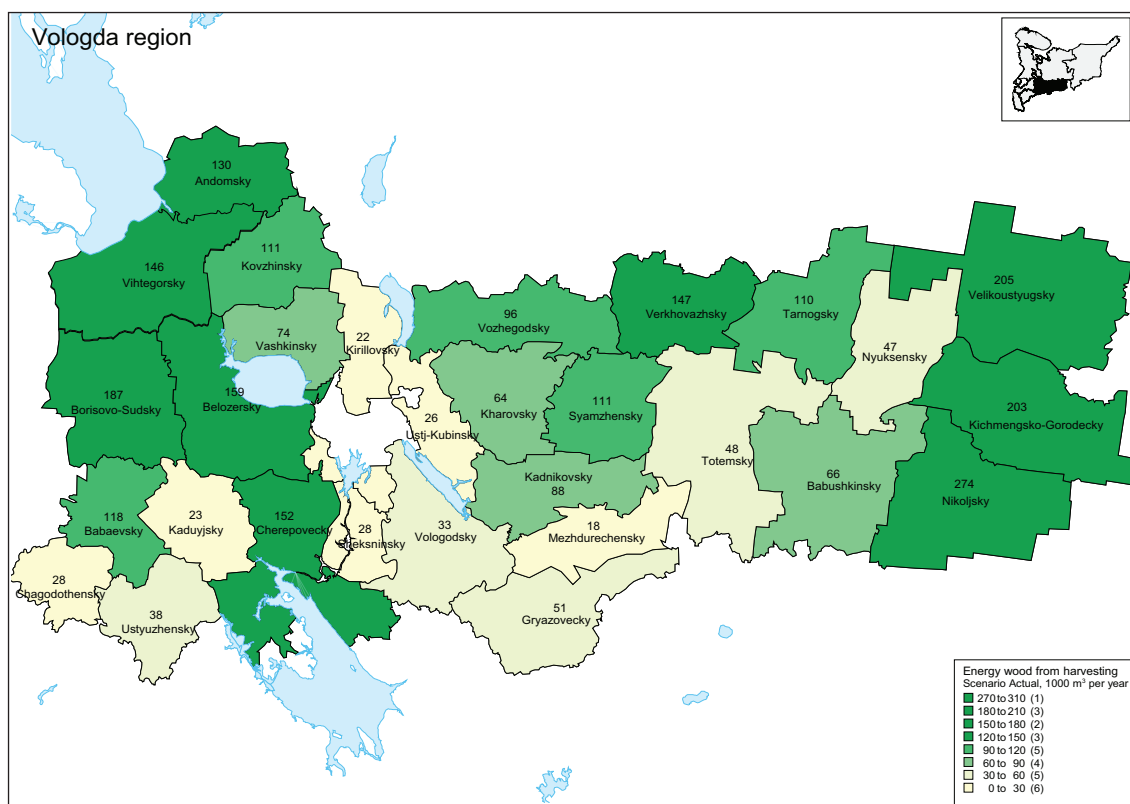 Vologda region
130
Andomsky
111
Kovzhinsky
146
Vihtegorsky
74
Vashkinsky
22
Kirillovsky
96
Vozhegodsky
147
Verkhovazhsky
110
Tarnogsky
205
Velikoustyugsky
47
Nyuksensky
187
Borisovo-Sudsky
159
Belozersky
64
Kharovsky
111
Syamzhensky
26
Ustj-Kubinsky
203
Kichmengsko-Gorodecky
48
Totemsky
66
Babushkinsky
274
Nikoljsky
Kadnikovsky
88
118
Babaevsky
23
Kaduyjsky
152
Cherepovecky
28
Sheksninsky
33
Vologodsky
18
Mezhdurechensky
28
Chagodothensky
38
Ustyuzhensky
51
Gryazovecky
Energy wood from harvesting
Scenario Actual, 1000 m³ per year
270 to 310 (1)
180 to 210 (3)
150 to 180 (2)
120 to 150 (3)
90 to 120 (5)
60 to 90 (4)
30 to 60 (5)
0 to 30 (6)